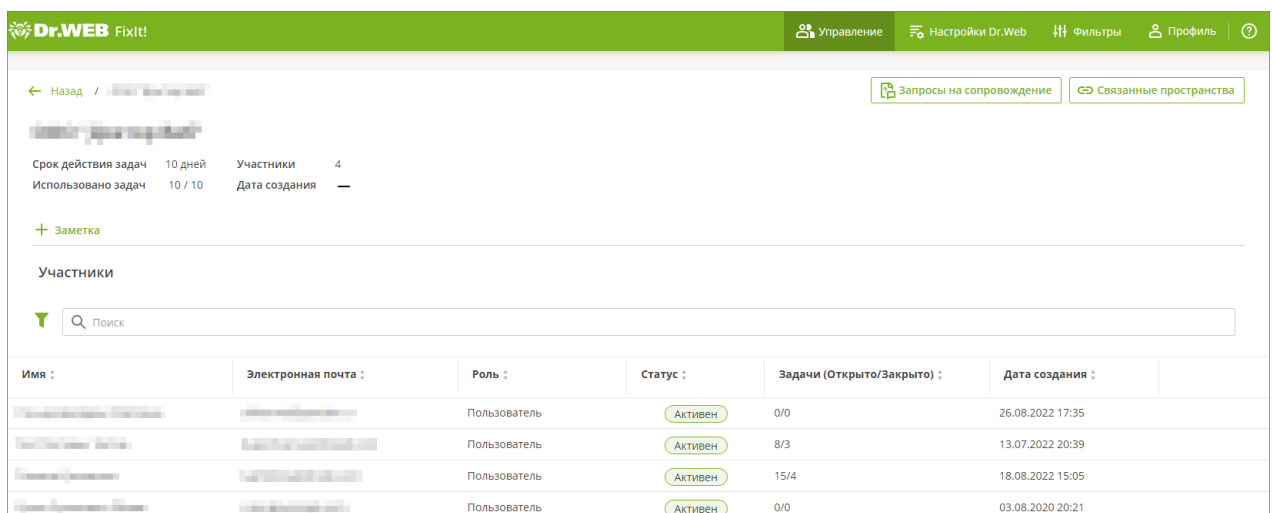 Dr.WEB FixIt!
Управление
Настройки Dr.Web
Фильтры
Профиль
?
Назад /
Запросы на сопровождение
Связанные пространства
Срок действия задач 10 дней Участники 4
Использовано задач 10 / 10 Дата создания —
+ Заметка
Участники
Поиск
Имя Электронная почта Роль Статус Задачи (Открыто/Закрыто) Дата создания
Пользователь Активен 0/0 26.08.2022 17:35
Пользователь Активен 8/3 13.07.2022 20:39
Пользователь Активен 15/4 18.08.2022 15:05
Пользователь Активен 0/0 03.08.2020 20:21